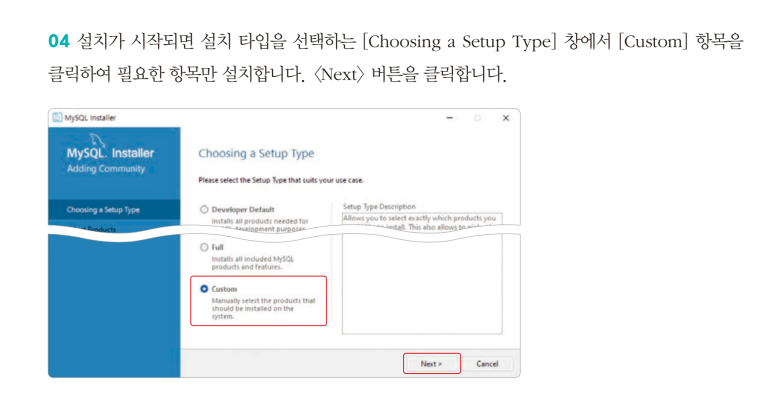 04 설치가 시작되면 설치 타입을 선택하는 [Choosing a Setup Type] 창에서 [Custom] 항목을
클릭하여 필요한 항목만 설치합니다. 〈Next〉 버튼을 클릭합니다.
MySQL Installer
MySQL. Installer
Adding Community
Choosing a Setup Type
Products
Choosing a Setup Type
Please select the Setup Type that suits your use case.
Developer Default
Installs all products needed for
development purposes
Full
Installs all included MySQL
products and features.
Custom
Manually select the products that
should be installed on the
system.
Setup Type Description
Allows you to select exactly which products you
to install. This also allows to
Next >
Cancel